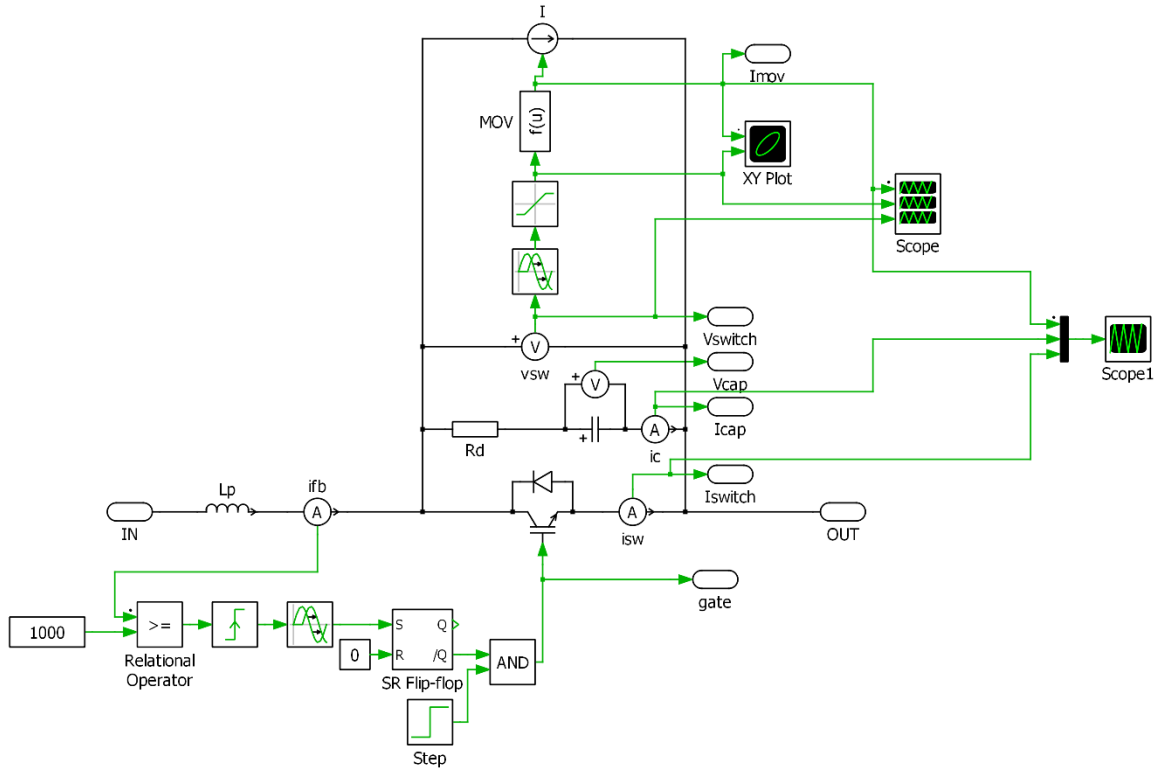 I
Imov
MOV
f(u)
XY Plot
Scope
Vswitch
V
vsw
Vcap
V
Scope1
Icap
A
Rd
ic
Iswitch
Lp
ifb
A
A
IN
isw
OUT
gate
1000
>=
S
Q
0
R
/Q
AND
Relational
Operator
SR Flip-flop
Step